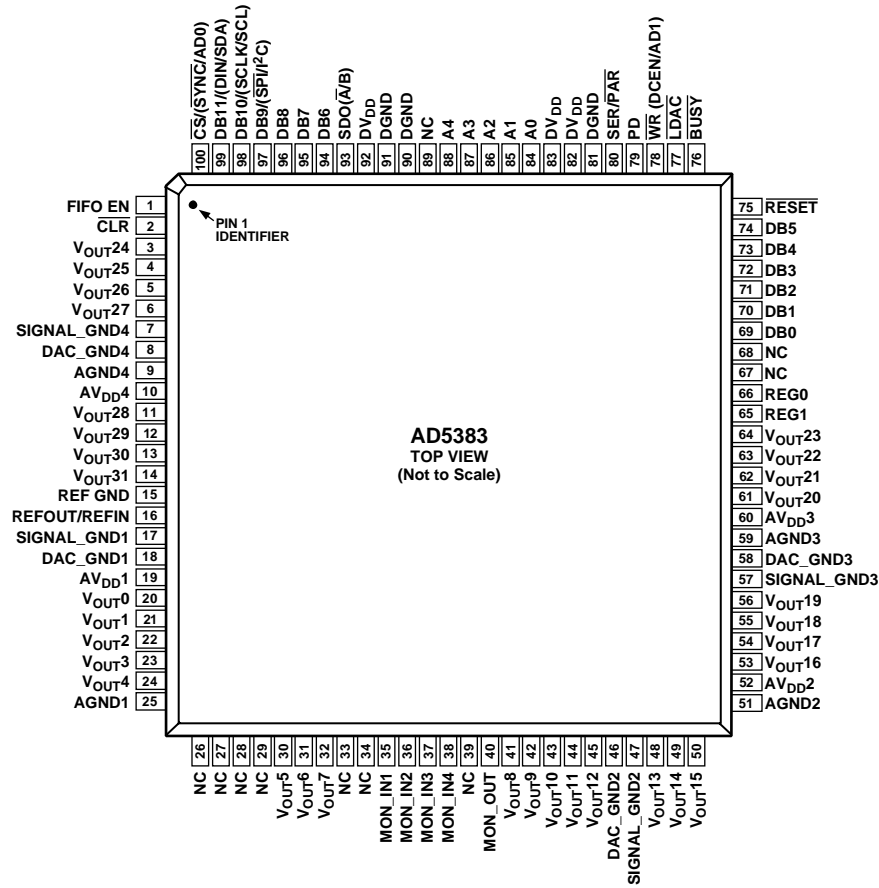 CS/(SYNC/AD0)
DB11/(DIN/SDA)
DB10/(SCLK/SCL)
DB9/(SPI/I²C)
DB8
DB7
DB6
SDO(A/B)
DVDD
DGND
DGND
NC
A4
A3
A2
A1
A0
DVDD
DVDD
DGND
SER/PAR
PD
WR (DCEN/AD1)
LDAC
BUSY
100 99 98 97 96 95 94 93 92 91 90 89 88 87 86 85 84 83 82 81 80 79 78 77 76
FIFO EN 1
CLR 2
VOUT24 3
VOUT25 4
VOUT26 5
VOUT27 6
SIGNAL_GND4 7
DAC_GND4 8
AGND4 9
AVDD4 10
VOUT28 11
VOUT29 12
VOUT30 13
VOUT31 14
REF GND 15
REFOUT/REFIN 16
SIGNAL_GND1 17
DAC_GND1 18
AVDD1 19
VOUT0 20
VOUT1 21
VOUT2 22
VOUT3 23
VOUT4 24
AGND1 25
PIN 1
IDENTIFIER
AD5383
TOP VIEW
(Not to Scale)
75 RESET
74 DB5
73 DB4
72 DB3
71 DB2
70 DB1
69 DB0
68 NC
67 NC
66 REG0
65 REG1
64 VOUT23
63 VOUT22
62 VOUT21
61 VOUT20
60 AVDD3
59 AGND3
58 DAC_GND3
57 SIGNAL_GND3
56 VOUT19
55 VOUT18
54 VOUT17
53 VOUT16
52 AVDD2
51 AGND2
26 27 28 29 30 31 32 33 34 35 36 37 38 39 40 41 42 43 44 45 46 47 48 49 50
NC
NC
NC
NC
VOUT5
VOUT6
VOUT7
NC
NC
MON_IN1
MON_IN2
MON_IN3
MON_IN4
NC
MON_OUT
VOUT8
VOUT9
VOUT10
VOUT11
VOUT12
DAC_GND2
SIGNAL_GND2
VOUT13
VOUT14
VOUT15